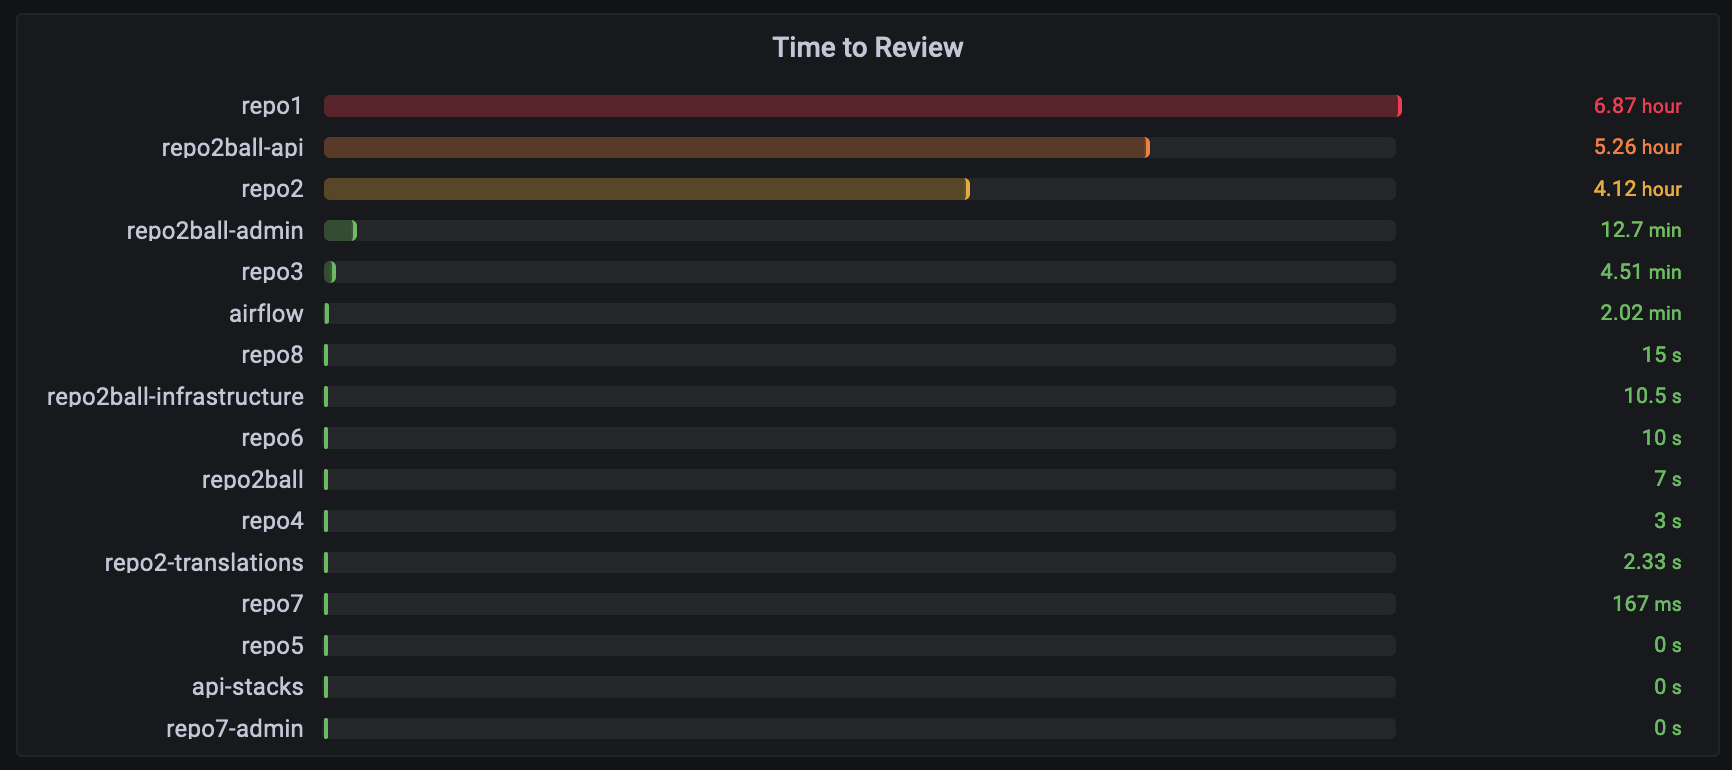 Time to Review
repo1 6.87 hour
repo2ball-api 5.26 hour
repo2 4.12 hour
repo2ball-admin 12.7 min
repo3 4.51 min
airflow 2.02 min
repo8 15 s
repo2ball-infrastructure 10.5 s
repo6 10 s
repo2ball 7 s
repo4 3 s
repo2-translations 2.33 s
repo7 167 ms
repo5 0 s
api-stacks 0 s
repo7-admin 0 s